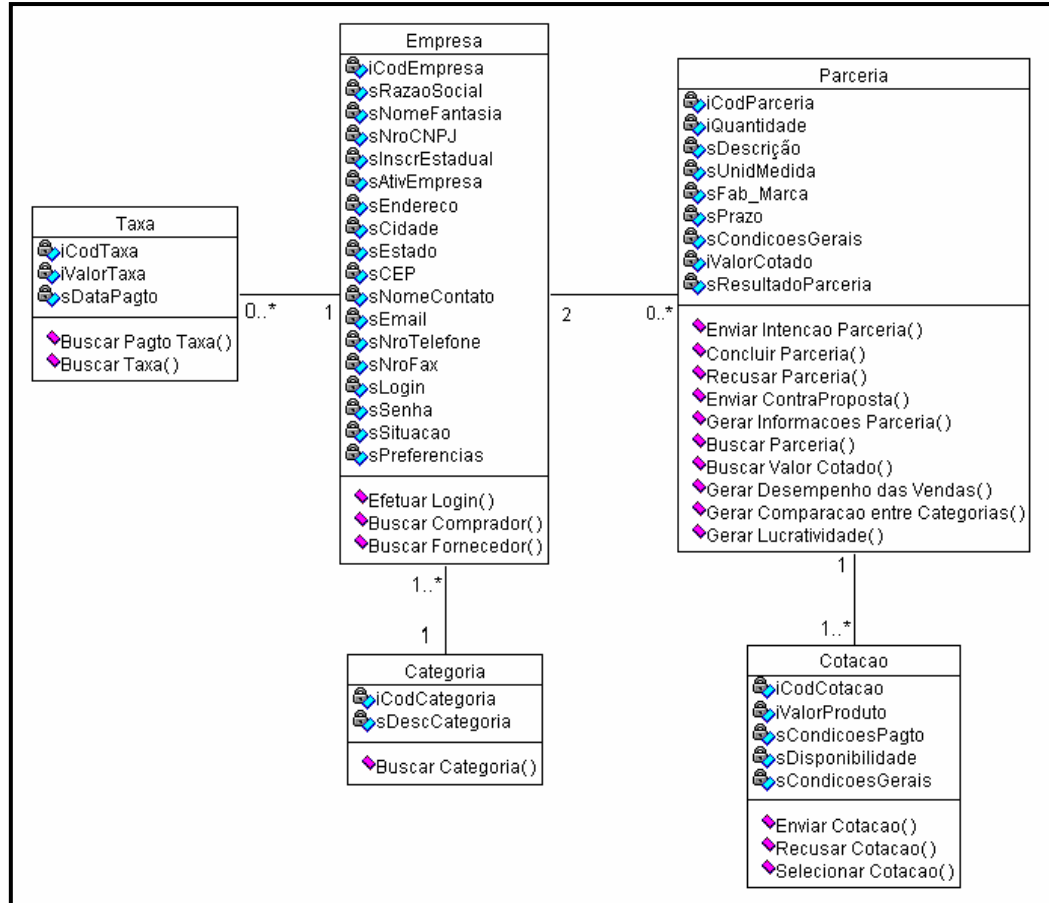 Empresa
iCodEmpresa
sRazaoSocial
sNomeFantasia
sNroCNPJ
sInscrEstadual
sAtivEmpresa
sEndereco
sCidade
sEstado
sCEP
sNomeContato
sEmail
sNroTelefone
sNroFax
sLogin
sSenha
sSituacao
sPreferencias
Efetuar Login()
Buscar Comprador()
Buscar Fornecedor()
Parceria
iCodParceria
iQuantidade
sDescrição
sUnidMedida
sFab_Marca
sPrazo
sCondicoesGerais
iValorCotado
sResultadoParceria
Enviar Intencao Parceria()
Concluir Parceria()
Recusar Parceria()
Enviar ContraProposta()
Gerar Informacoes Parceria()
Buscar Parceria()
Buscar Valor Cotado()
Gerar Desempenho das Vendas()
Gerar Comparacao entre Categorias()
Gerar Lucratividade()
Taxa
iCodTaxa
iValorTaxa
sDataPagto
Buscar Pagto Taxa()
Buscar Taxa()
0..*
1
2
0..*
1..*
1
1
1..*
Categoria
iCodCategoria
sDescCategoria
Buscar Categoria()
Cotacao
iCodCotacao
iValorProduto
sCondicoesPagto
sDisponibilidade
sCondicoesGerais
Enviar Cotacao()
Recusar Cotacao()
Selecionar Cotacao()